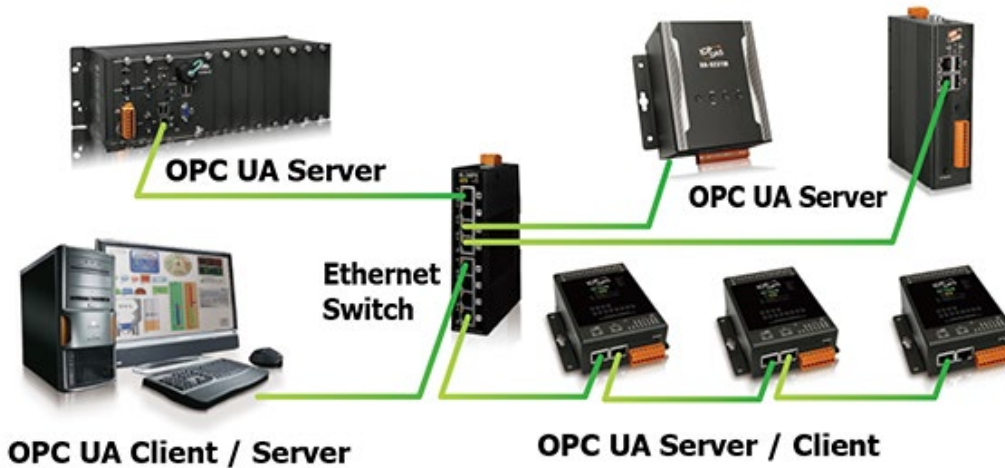 OPC UA Server
OPC UA Server
Ethernet
Switch
OPC UA Client / Server
OPC UA Server / Client